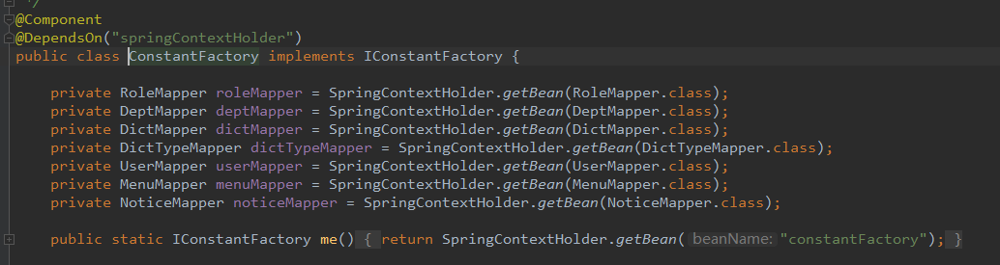 */
@Component
@DependsOn("springContextHolder")
public class ConstantFactory implements IConstantFactory {
private RoleMapper roleMapper = SpringContextHolder.getBean(RoleMapper.class);
private DeptMapper deptMapper = SpringContextHolder.getBean(DeptMapper.class);
private DictMapper dictMapper = SpringContextHolder.getBean(DictMapper.class);
private DictTypeMapper dictTypeMapper = SpringContextHolder.getBean(DictTypeMapper.class);
private UserMapper userMapper = SpringContextHolder.getBean(UserMapper.class);
private MenuMapper menuMapper = SpringContextHolder.getBean(MenuMapper.class);
private NoticeMapper noticeMapper = SpringContextHolder.getBean(NoticeMapper.class);
public static IConstantFactory me() { return SpringContextHolder.getBean( beanName: "constantFactory"); }